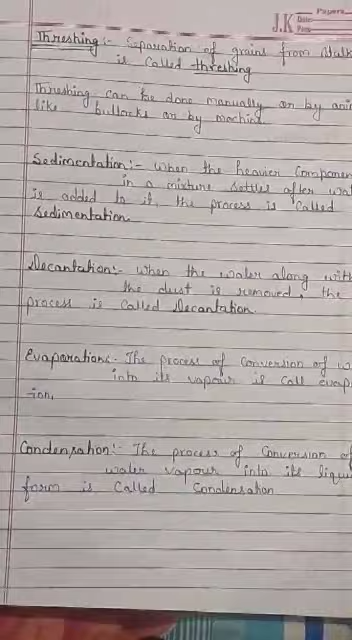 J.K Papers
Date
Page
Threshing:- Separation of grains from stalk
is called threshing
Threshing can be done manually or by ani
like bullocks or by machine.
Sedimentation:- When the heavier componen
in a mixture settles after wat
is added to it, the process is called
sedimentation.
Decantation:- When the water along with
the dust is removed, the
process is called Decantation.
Evaporation:- The process of conversion of w
into its vapour is call evap
-ion.
Condensation:- The process of conversion of
water vapour into its liqui
form is called Condensation